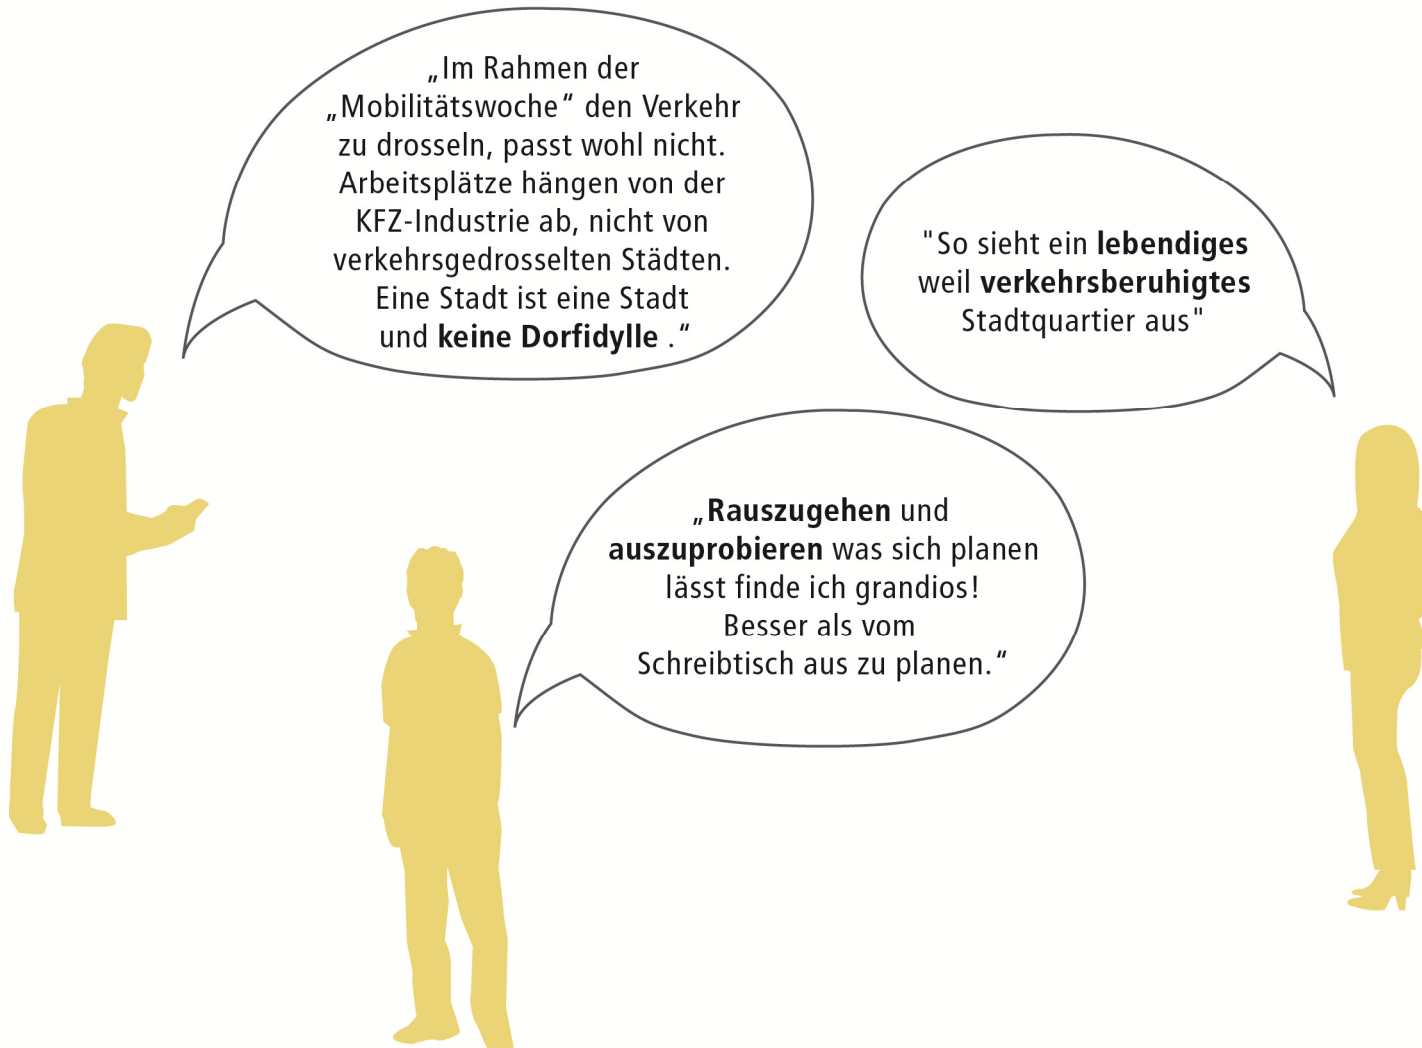 „Im Rahmen der
„Mobilitätswoche“ den Verkehr
zu drosseln, passt wohl nicht.
Arbeitsplätze hängen von der
KFZ-Industrie ab, nicht von
verkehrsgedrosselten Städten.
Eine Stadt ist eine Stadt
und keine Dorfidylle .“
"So sieht ein lebendiges
weil verkehrsberuhigtes
Stadtquartier aus"
„Rauszugehen und
auszuprobieren was sich planen
lässt finde ich grandios!
Besser als vom
Schreibtisch aus zu planen.“